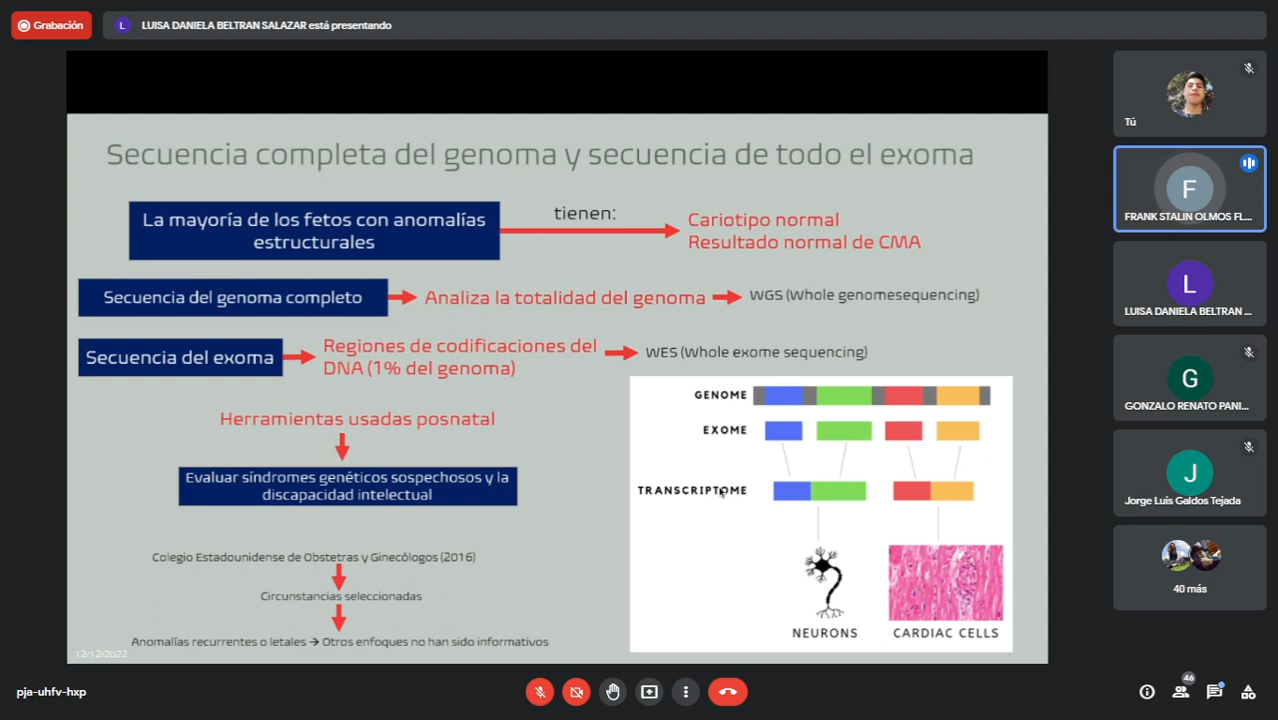 Grabación
L
LUISA DANIELA BELTRAN SALAZAR está presentando
Secuencia completa del genoma y secuencia de todo el exoma
La mayoría de los fetos con anomalías
estructurales
tienen:
Cariotipo normal
Resultado normal de CMA
Secuencia del genoma completo
Analiza la totalidad del genoma
WGS (Whole genomesequencing)
Secuencia del exoma
Regiones de codificaciones del
DNA (1% del genoma)
WES (Whole exome sequencing)
Herramientas usadas posnatal
Evaluar síndromes genéticos sospechosos y la
discapacidad intelectual
Colegio Estadounidense de Obstetras y Ginecólogos (2016)
Circunstancias seleccionadas
Anomalías recurrentes o letales → Otros enfoques no han sido informativos
12/12/2022
GENOME
EXOME
TRANSCRIPTOME
NEURONS
CARDIAC CELLS
Tú
F
FRANK STALIN OLMOS FL...
L
LUISA DANIELA BELTRAN ...
G
GONZALO RENATO PANI...
J
Jorge Luis Galdos Tejada
40 más
pja-uhfv-hxp
46